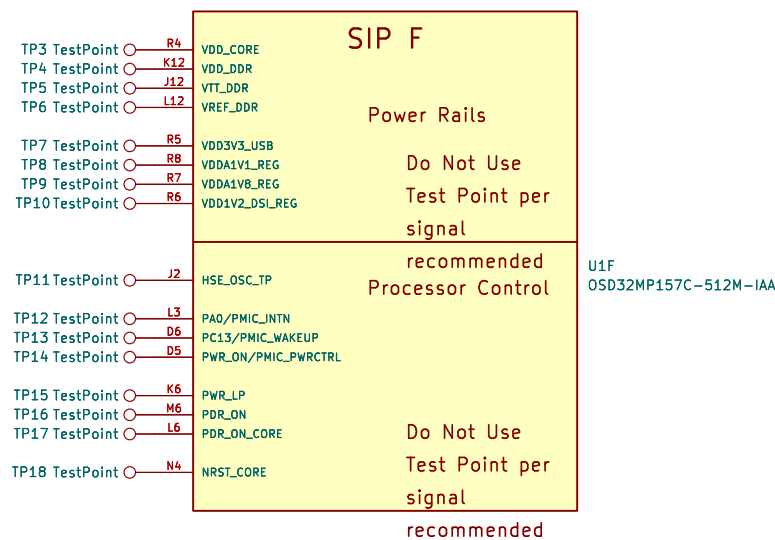 SIP F
TP3 TestPoint R4 VDD_CORE
TP4 TestPoint K12 VDD_DDR
TP5 TestPoint J12 VTT_DDR
TP6 TestPoint L12 VREF_DDR
Power Rails
TP7 TestPoint R5 VDD3V3_USB
TP8 TestPoint R8 VDDA1V1_REG
TP9 TestPoint R7 VDDA1V8_REG
TP10 TestPoint R6 VDD1V2_DSI_REG
Do Not Use
Test Point per
signal
recommended
Processor Control
U1F
OSD32MP157C-512M-IAA
TP11 TestPoint J2 HSE_OSC_TP
TP12 TestPoint L3 PA0/PMIC_INTN
TP13 TestPoint D6 PC13/PMIC_WAKEUP
TP14 TestPoint D5 PWR_ON/PMIC_PWRCTRL
TP15 TestPoint K6 PWR_LP
TP16 TestPoint M6 PDR_ON
TP17 TestPoint L6 PDR_ON_CORE
TP18 TestPoint N4 NRST_CORE
Do Not Use
Test Point per
signal
recommended